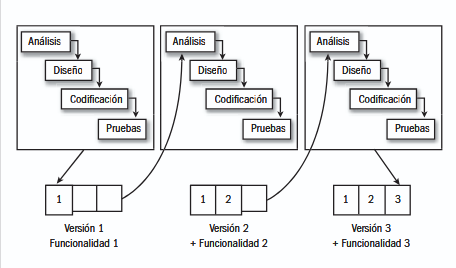 Análisis
Diseño
Codificación
Pruebas
Análisis
Diseño
Codificación
Pruebas
Análisis
Diseño
Codificación
Pruebas
1
1 2
1 2 3
Versión 1
Funcionalidad 1
Versión 2
+ Funcionalidad 2
Versión 3
+ Funcionalidad 3